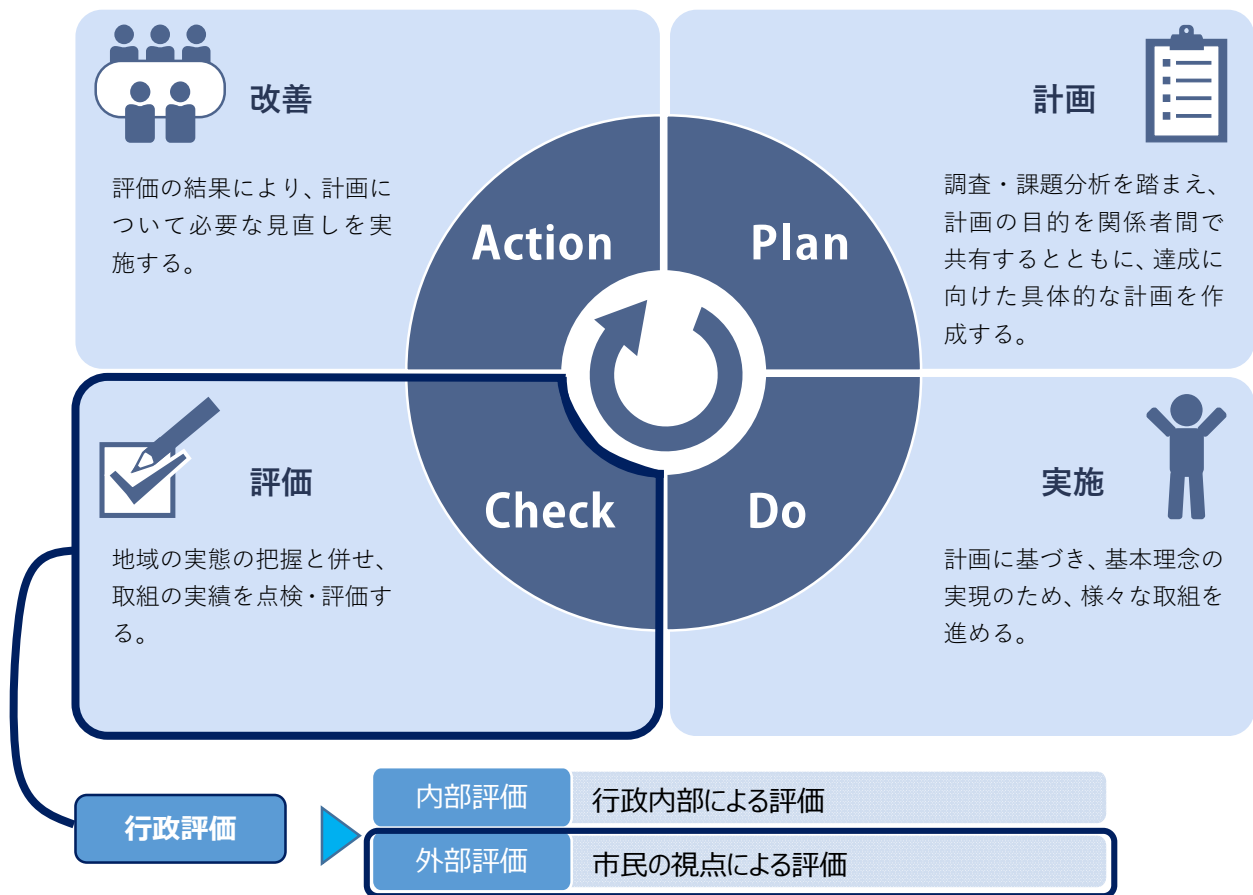 改善
評価の結果により、計画に
ついて必要な見直しを実
施する。
計画
調査・課題分析を踏まえ、
計画の目的を関係者間で
共有するとともに、達成に
向けた具体的な計画を作
成する。
Action
Plan
Check
Do
評価
地域の実態の把握と併せ、
取組の実績を点検・評価す
る。
実施
計画に基づき、基本理念の
実現のため、様々な取組を
進める。
行政評価
内部評価 行政内部による評価
外部評価 市民の視点による評価